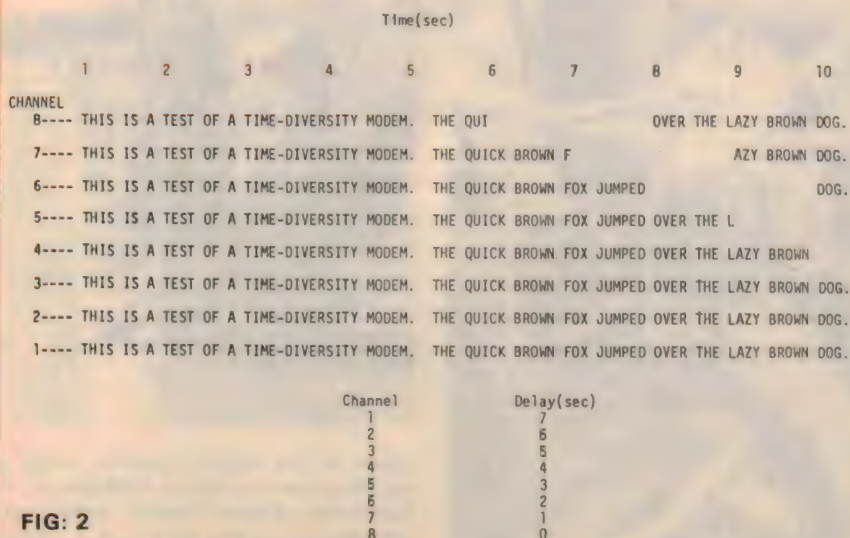 Time(sec)
1 2 3 4 5 6 7 8 9 10
CHANNEL
8---- THIS IS A TEST OF A TIME-DIVERSITY MODEM. THE QUI OVER THE LAZY BROWN DOG.
7---- THIS IS A TEST OF A TIME-DIVERSITY MODEM. THE QUICK BROWN F AZY BROWN DOG.
6---- THIS IS A TEST OF A TIME-DIVERSITY MODEM. THE QUICK BROWN FOX JUMPED DOG.
5---- THIS IS A TEST OF A TIME-DIVERSITY MODEM. THE QUICK BROWN FOX JUMPED OVER THE L
4---- THIS IS A TEST OF A TIME-DIVERSITY MODEM. THE QUICK BROWN FOX JUMPED OVER THE LAZY BROWN
3---- THIS IS A TEST OF A TIME-DIVERSITY MODEM. THE QUICK BROWN FOX JUMPED OVER THE LAZY BROWN DOG.
2---- THIS IS A TEST OF A TIME-DIVERSITY MODEM. THE QUICK BROWN FOX JUMPED OVER THE LAZY BROWN DOG.
1---- THIS IS A TEST OF A TIME-DIVERSITY MODEM. THE QUICK BROWN FOX JUMPED OVER THE LAZY BROWN DOG.
Channel Delay(sec)
1 7
2 6
3 5
4 4
5 3
6 2
7 1
8 0
FIG: 2